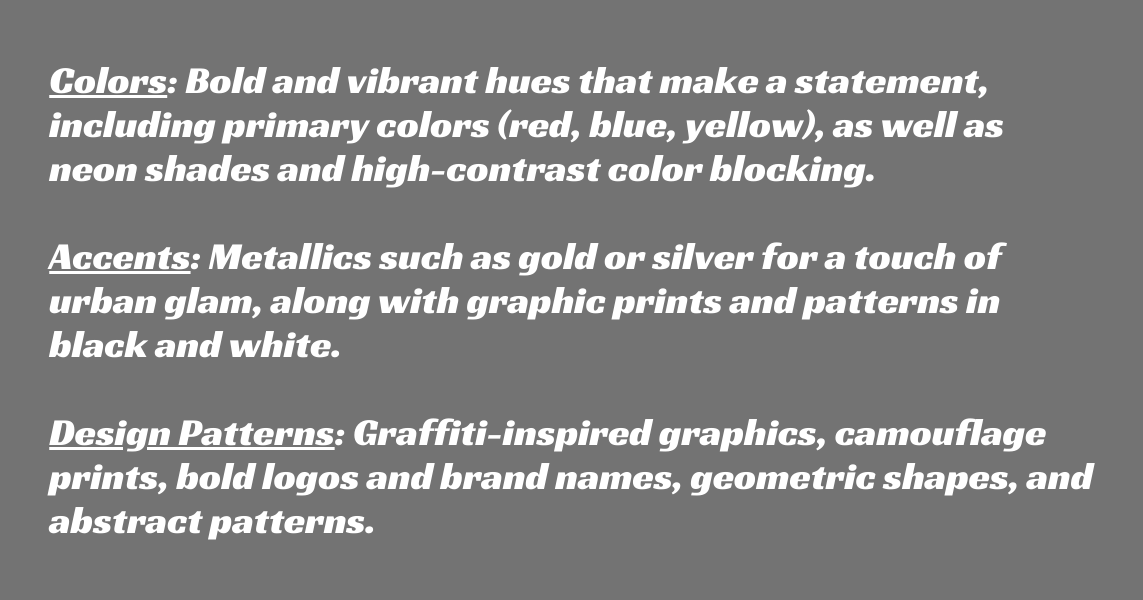 Colors: Bold and vibrant hues that make a statement,
including primary colors (red, blue, yellow), as well as
neon shades and high-contrast color blocking.
Accents: Metallics such as gold or silver for a touch of
urban glam, along with graphic prints and patterns in
black and white.
Design Patterns: Graffiti-inspired graphics, camouflage
prints, bold logos and brand names, geometric shapes, and
abstract patterns.